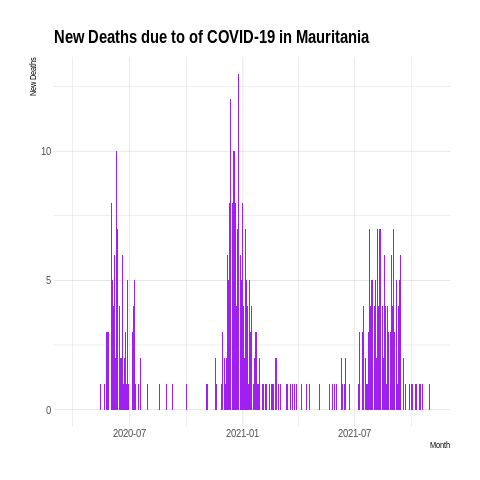 New Deaths due to of COVID-19 in Mauritania
New Deaths
10
5
0
2020-07
2021-01
2021-07
Month